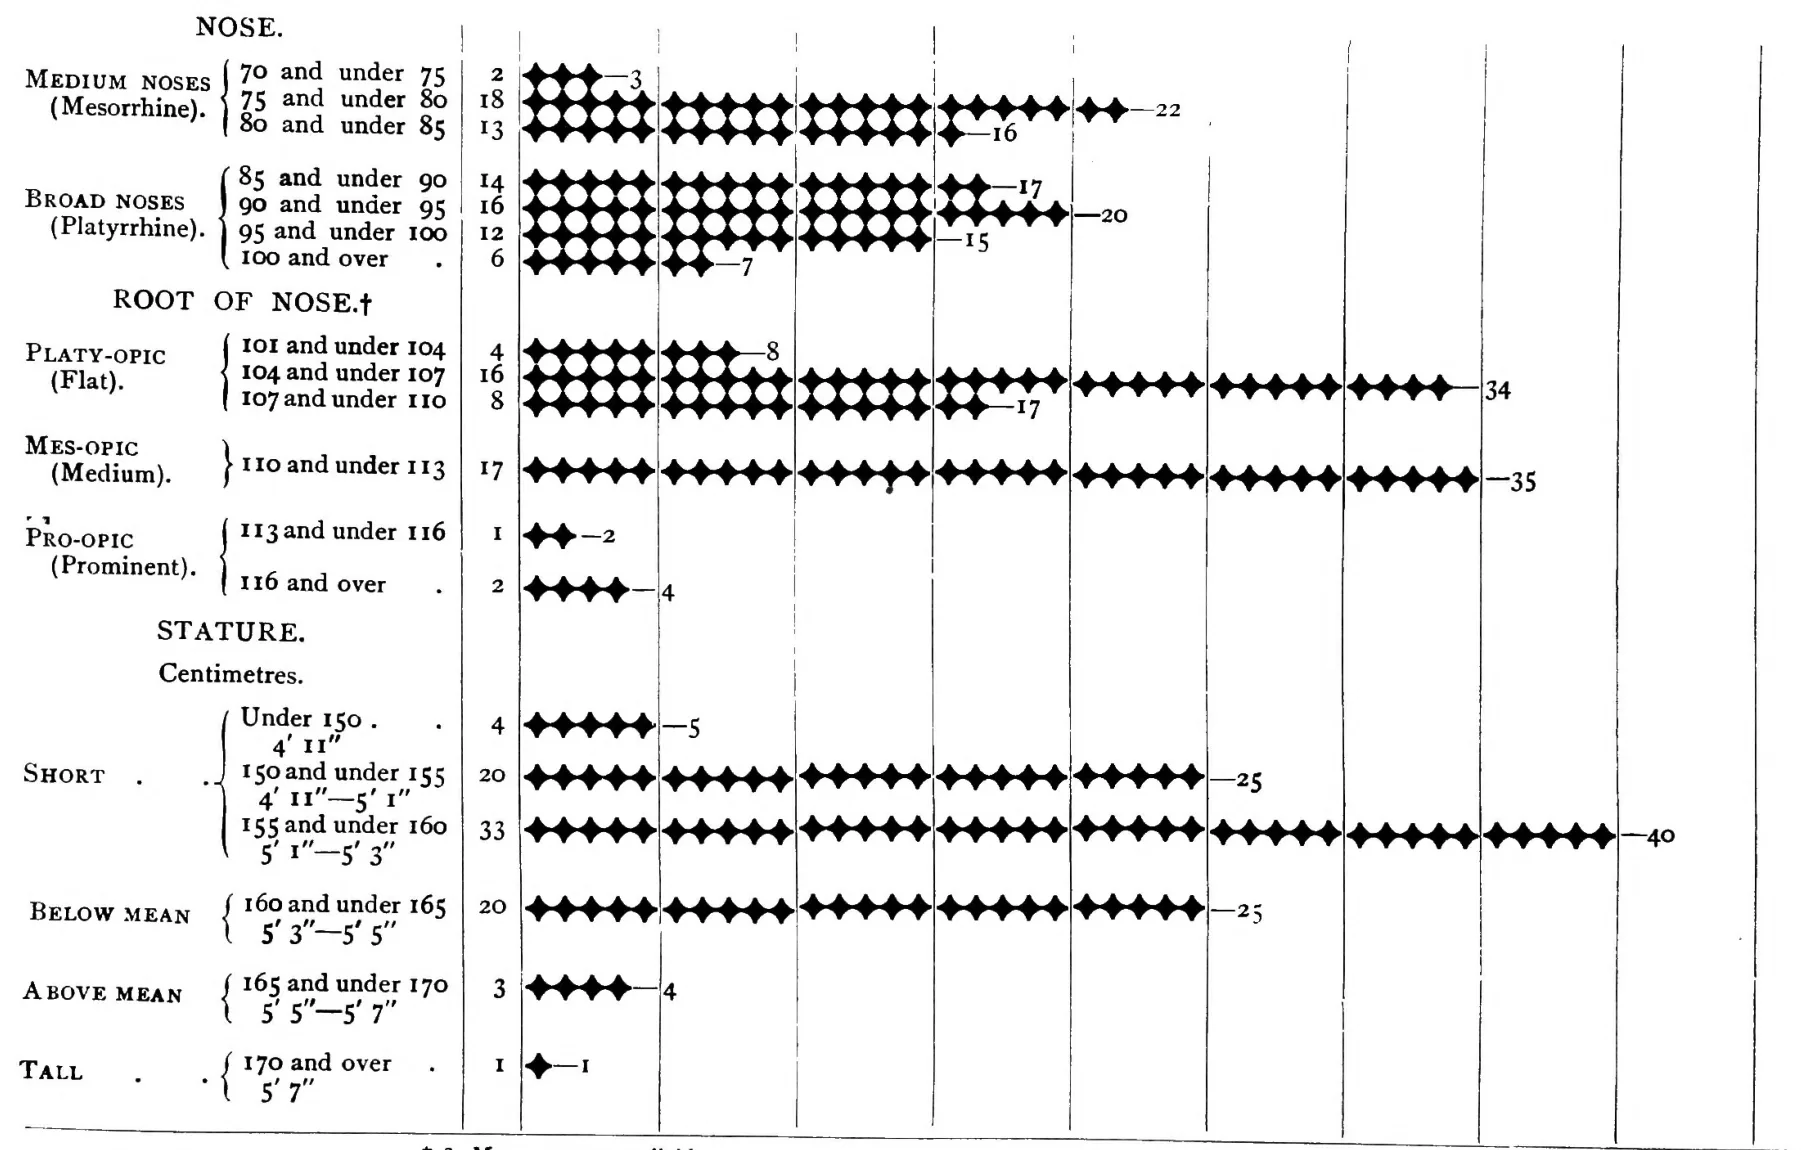 NOSE.
MEDIUM NOSES
(Mesorrhine).
70 and under 75 2 —3
75 and under 80 18 —22
80 and under 85 13 —16
BROAD NOSES
(Platyrrhine).
85 and under 90 14 —17
90 and under 95 16 —20
95 and under 100 12 —15
100 and over . 6 —7
ROOT OF NOSE.†
PLATY-OPIC
(Flat).
101 and under 104 4 —8
104 and under 107 16 —34
107 and under 110 8 —17
MES-OPIC
(Medium).
110 and under 113 17 —35
PRO-OPIC
(Prominent).
113 and under 116 1 —2
116 and over . 2 —4
STATURE.
Centimetres.
SHORT . .
Under 150 . . 4 —5
4′ 11″
150 and under 155 20 —25
4′ 11″—5′ 1″
155 and under 160 33 —40
5′ 1″—5′ 3″
BELOW MEAN
160 and under 165 20 —25
5′ 3″—5′ 5″
ABOVE MEAN
165 and under 170 3 —4
5′ 5″—5′ 7″
TALL . .
170 and over . 1 —1
5′ 7″